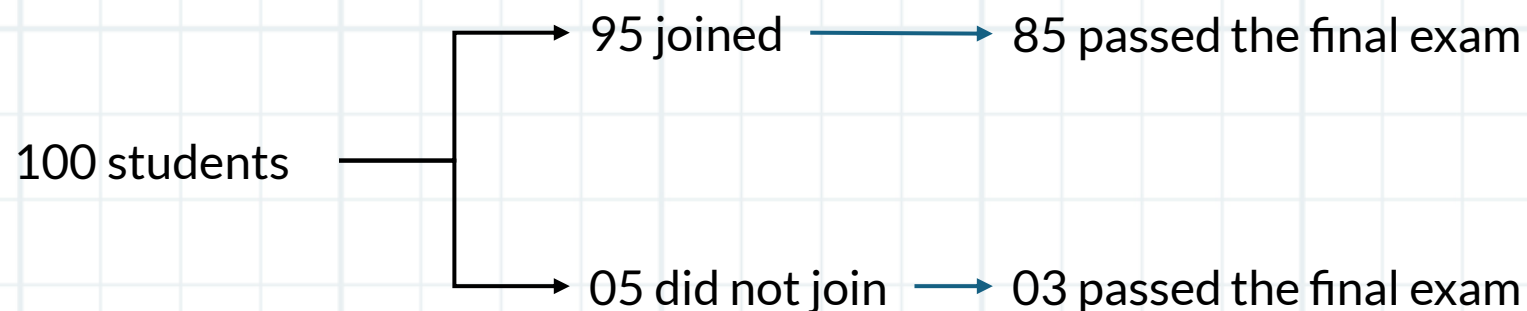 95 joined
85 passed the final exam
100 students
05 did not join
03 passed the final exam